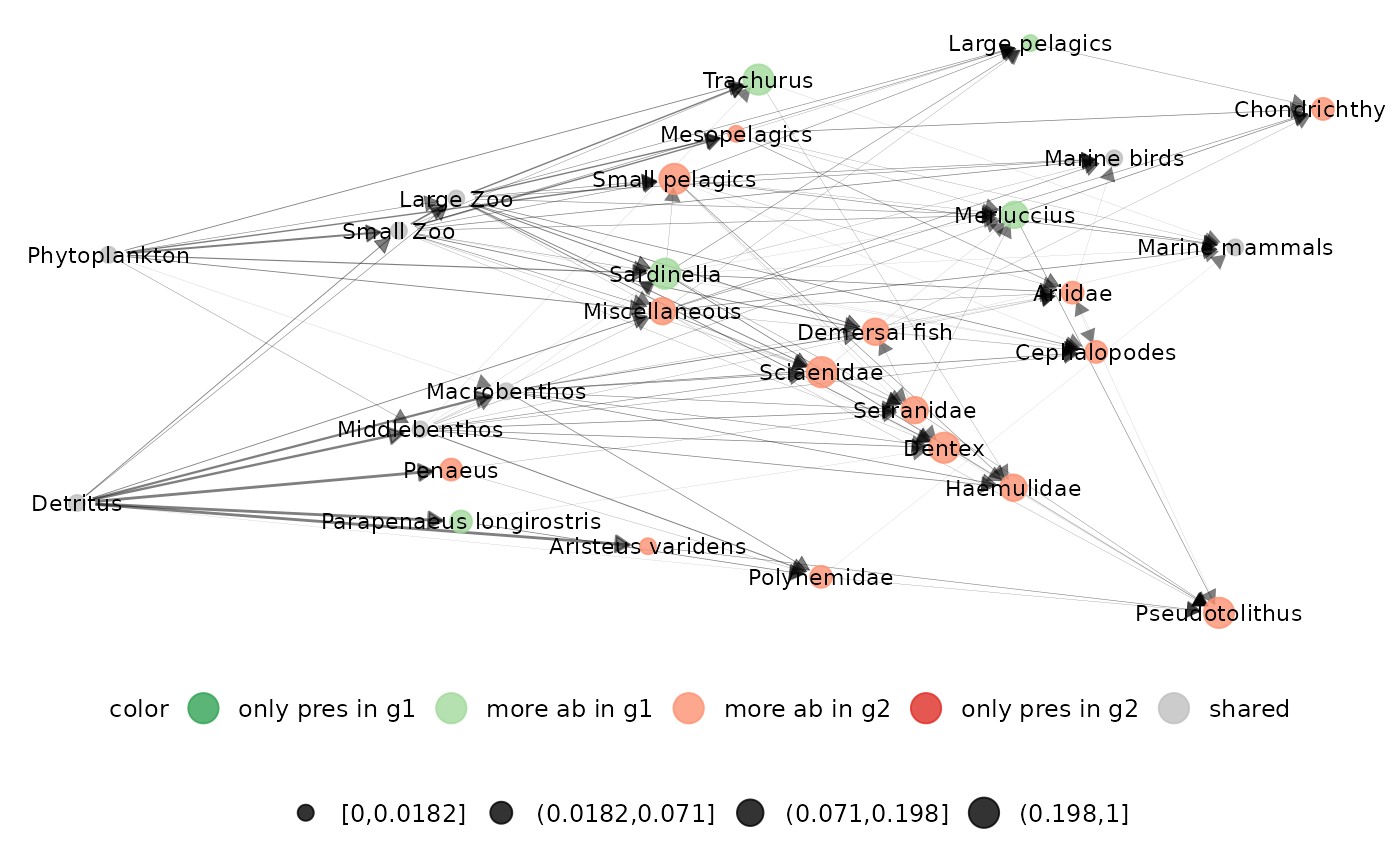 Large pelagics
Trachurus
Chondrichthy
Mesopelagics
Marine birds
Small pelagics
Large Zoo
Merluccius
Small Zoo
Marine mammals
Phytoplankton
Sardinella
Ariidae
Miscellaneous
Demersal fish
Cephalopodes
Sciaenidae
Macrobenthos
Serranidae
Middlebenthos
Dentex
Penaeus
Haemulidae
Detritus
Parapenaeus longirostris
Aristeus varidens
Polynemidae
Pseudotolithus
color only pres in g1 more ab in g1 more ab in g2 only pres in g2 shared
[0,0.0182] (0.0182,0.071] (0.071,0.198] (0.198,1]